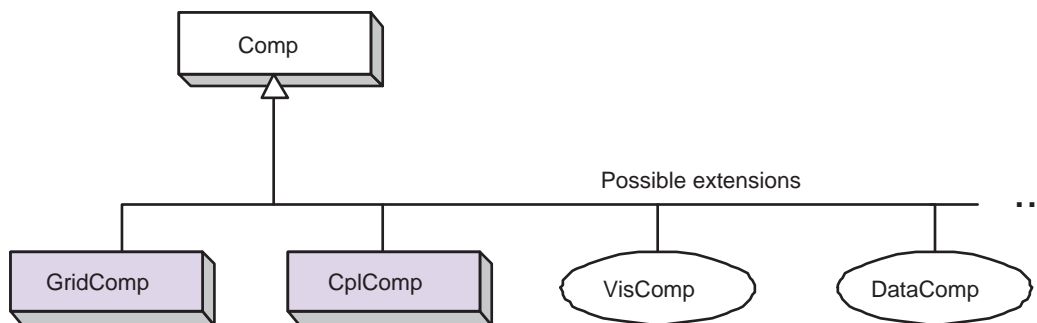 Comp
Possible extensions
..
GridComp
CplComp
VisComp
DataComp